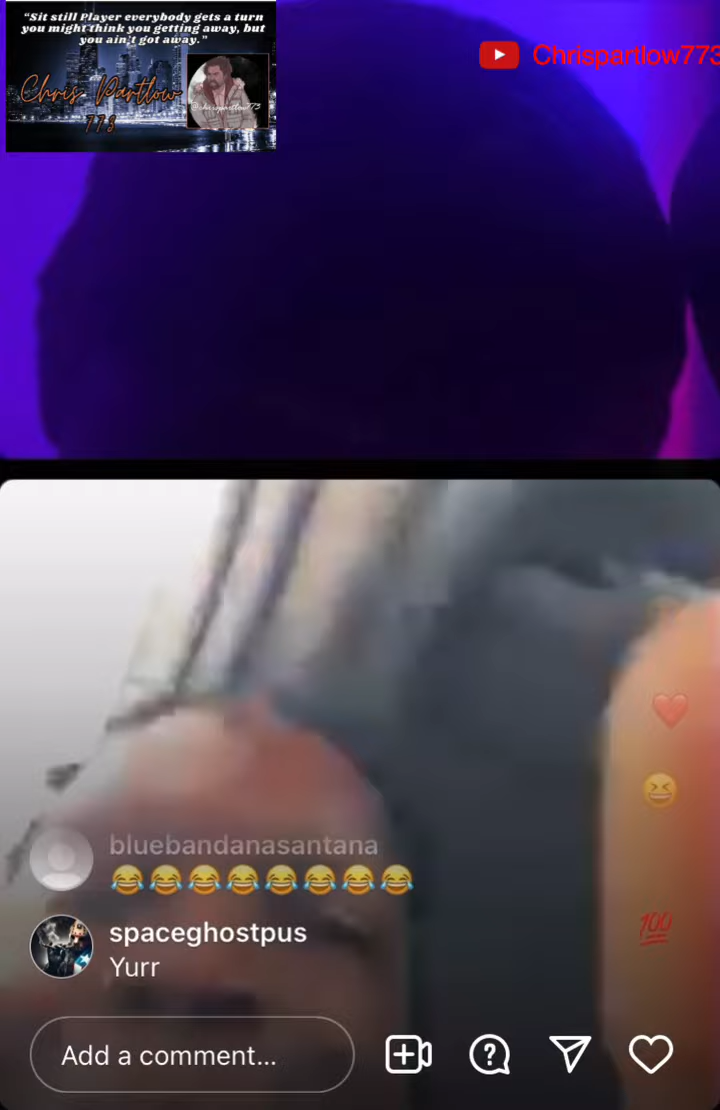 “Sit still Player everybody gets a turn
you might think you getting away, but
you ain't got away.”
Chris Partlow
773
@chrispartlow773
Chrispartlow773
bluebandanasantana
😂😂😂😂😂😂😂😂
spaceghostpus
Yurr
💯
Add a comment...